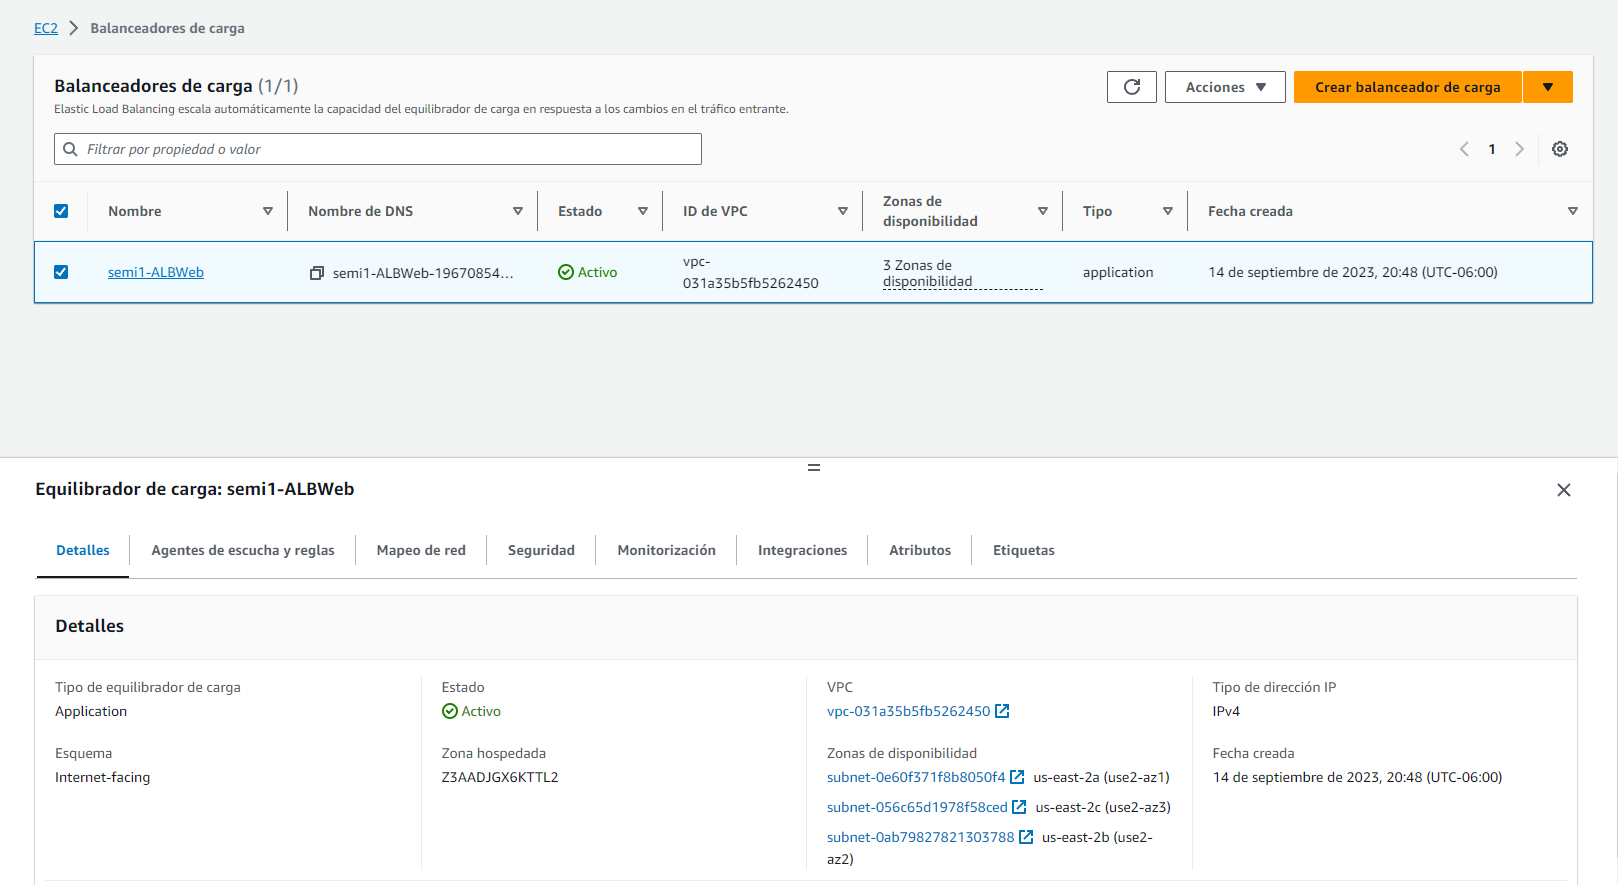 EC2 > Balanceadores de carga
Balanceadores de carga (1/1)
Elastic Load Balancing escala automáticamente la capacidad del equilibrador de carga en respuesta a los cambios en el tráfico entrante.
Acciones
Crear balanceador de carga
Filtrar por propiedad o valor
1
Nombre
Nombre de DNS
Estado
ID de VPC
Zonas de
disponibilidad
Tipo
Fecha creada
semi1-ALBWeb
semi1-ALBWeb-19670854...
Activo
vpc-
031a35b5fb5262450
3 Zonas de
disponibilidad
application
14 de septiembre de 2023, 20:48 (UTC-06:00)
Equilibrador de carga: semi1-ALBWeb
Detalles
Agentes de escucha y reglas
Mapeo de red
Seguridad
Monitorización
Integraciones
Atributos
Etiquetas
Detalles
Tipo de equilibrador de carga
Application
Esquema
Internet-facing
Estado
Activo
Zona hospedada
Z3AADJGX6KTTL2
VPC
vpc-031a35b5fb5262450
Zonas de disponibilidad
subnet-0e60f371f8b8050f4 us-east-2a (use2-az1)
subnet-056c65d1978f58ced us-east-2c (use2-az3)
subnet-0ab79827821303788 us-east-2b (use2-
az2)
Tipo de dirección IP
IPv4
Fecha creada
14 de septiembre de 2023, 20:48 (UTC-06:00)